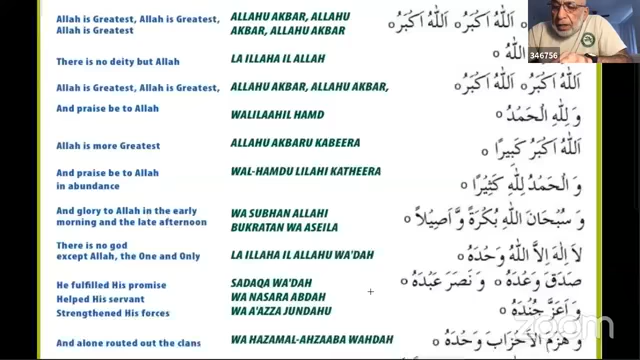 Allah is Greatest, Allah is Greatest, ALLAHU AKBAR, ALLAHU اَللّٰهُ اَكْبَرُ اَللّٰهُ اَكْبَرُ
Allah is Greatest AKBAR, ALLAHU AKBAR
346756
There is no deity but Allah LA ILLAHA IL ALLAH اللّٰهُ
Allah is Greatest, Allah is Greatest, ALLAHU AKBAR, ALLAHU AKBAR, اَللّٰهُ اَكْبَرُ اَللّٰهُ اَكْبَرُ
And praise be to Allah WALILAAHIL HAMD وَ لِلّٰهِ الْحَمْدُ
Allah is more Greatest ALLAHU AKBARU KABEERA اَللّٰهُ اَكْبَرُ كَبِيرًا
And praise be to Allah WAL-HAMDU LILAHI KATHEERA وَ الْحَمْدُ لِلّٰهِ كَثِيْرًا
in abundance
And glory to Allah in the early WA SUBHAN ALLAHI وَ سُبْحَانَ اللّٰهِ بُكْرَةً وَّ اَصِيْلاً
morning and the late afternoon BUKRATAN WA ASEILA
There is no god LA ILLAHA IL ALLAHU WA'DAH لاَ اِلٰهَ اِلاَّ اللّٰهُ وَحْدَهُ
except Allah, the One and Only
He fulfilled His promise SADAQA WA'DAH صَدَقَ وَعْدَهُ وَ نَصَرَ عَبْدَهُ
Helped His servant WA NASARA ABDAH
Strengthened His forces WA A'AZZA JUNDAHU وَ اَعَزَّ جُنْدَهُ
zoom
And alone routed out the clans WA HAZAMAL-AHZAABA WAHDAH وَ هَزَمَ الْاَحْزَابَ وَحْدَهُ